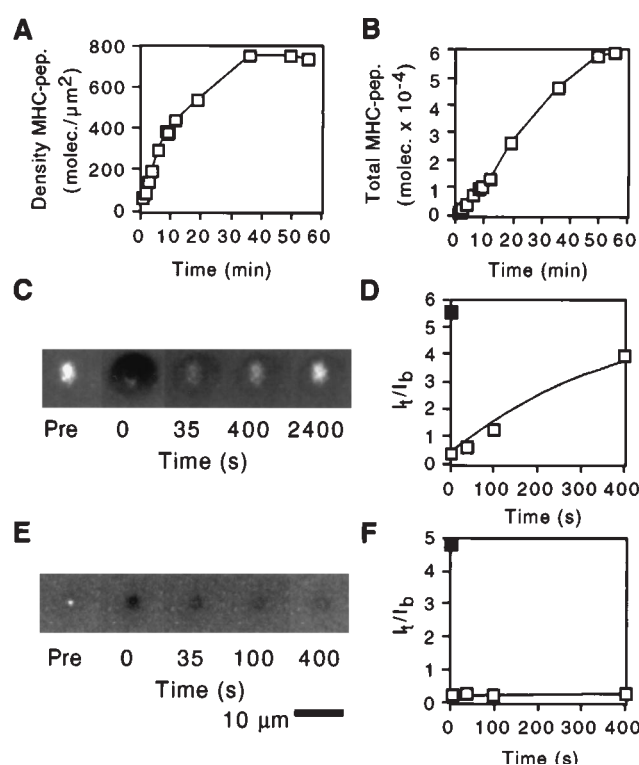 A
Density MHC-pep.
(molec./µm²)
800
600
400
200
0
0 10 20 30 40 50 60
Time (min)
B
Total MHC-pep.
(molec. x 10⁻⁴)
6
5
4
3
2
1
0
0 10 20 30 40 50 60
Time (min)
C
Pre 0 35 400 2400
Time (s)
D
It/Ib
6
5
4
3
2
1
0
0 100 200 300 400
Time (s)
E
Pre 0 35 100 400
Time (s)
10 µm
F
It/Ib
5
4
3
2
1
0
0 100 200 300 400
Time (s)